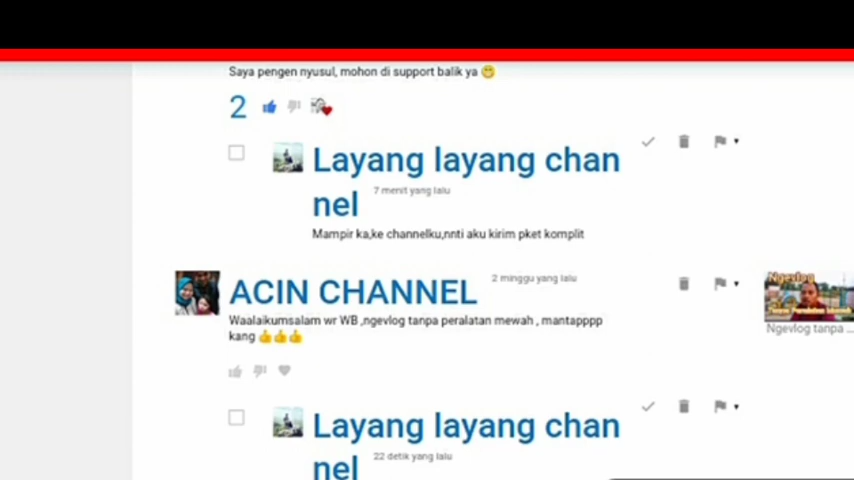 Saya pengen nyusul, mohon di support balik ya 😁
2
Layang layang chan
nel 7 menit yang lalu
Mampir ka,ke channelku,nnti aku kirim pket komplit
ACIN CHANNEL 2 minggu yang lalu
Waalaikumsalam wr WB ,ngevlog tanpa peralatan mewah , mantapppp
kang 👍👍👍
Ngevlog
Ngevlog tanpa ...
Layang layang chan
nel 22 detik yang lalu